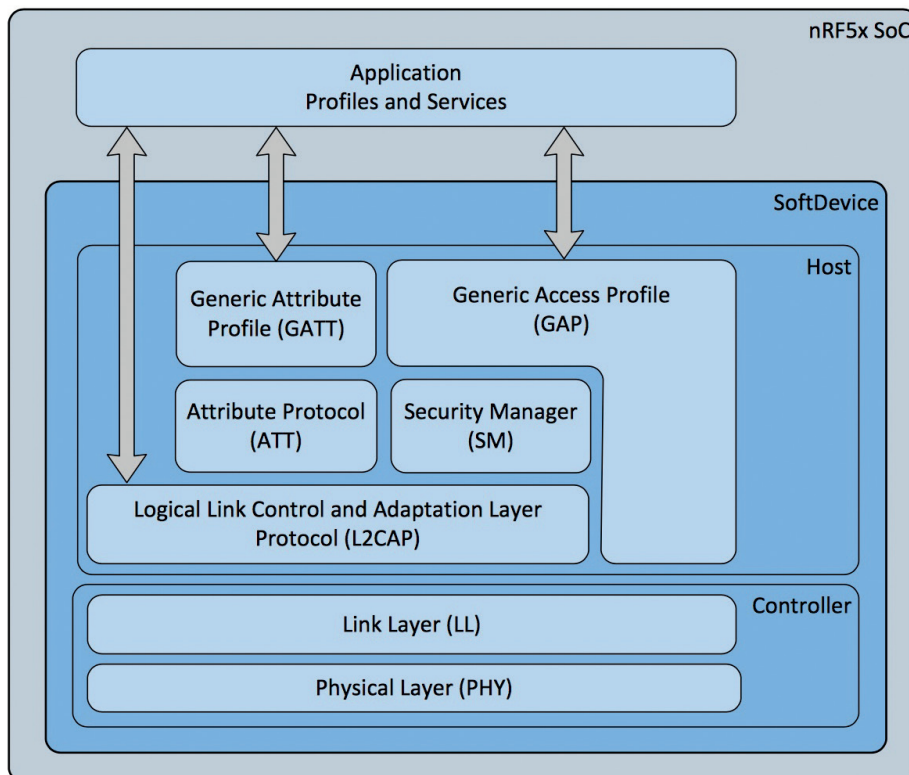 nRF5x SoC
Application
Profiles and Services
SoftDevice
Host
Generic Attribute
Profile (GATT)
Generic Access Profile
(GAP)
Attribute Protocol
(ATT)
Security Manager
(SM)
Logical Link Control and Adaptation Layer
Protocol (L2CAP)
Controller
Link Layer (LL)
Physical Layer (PHY)